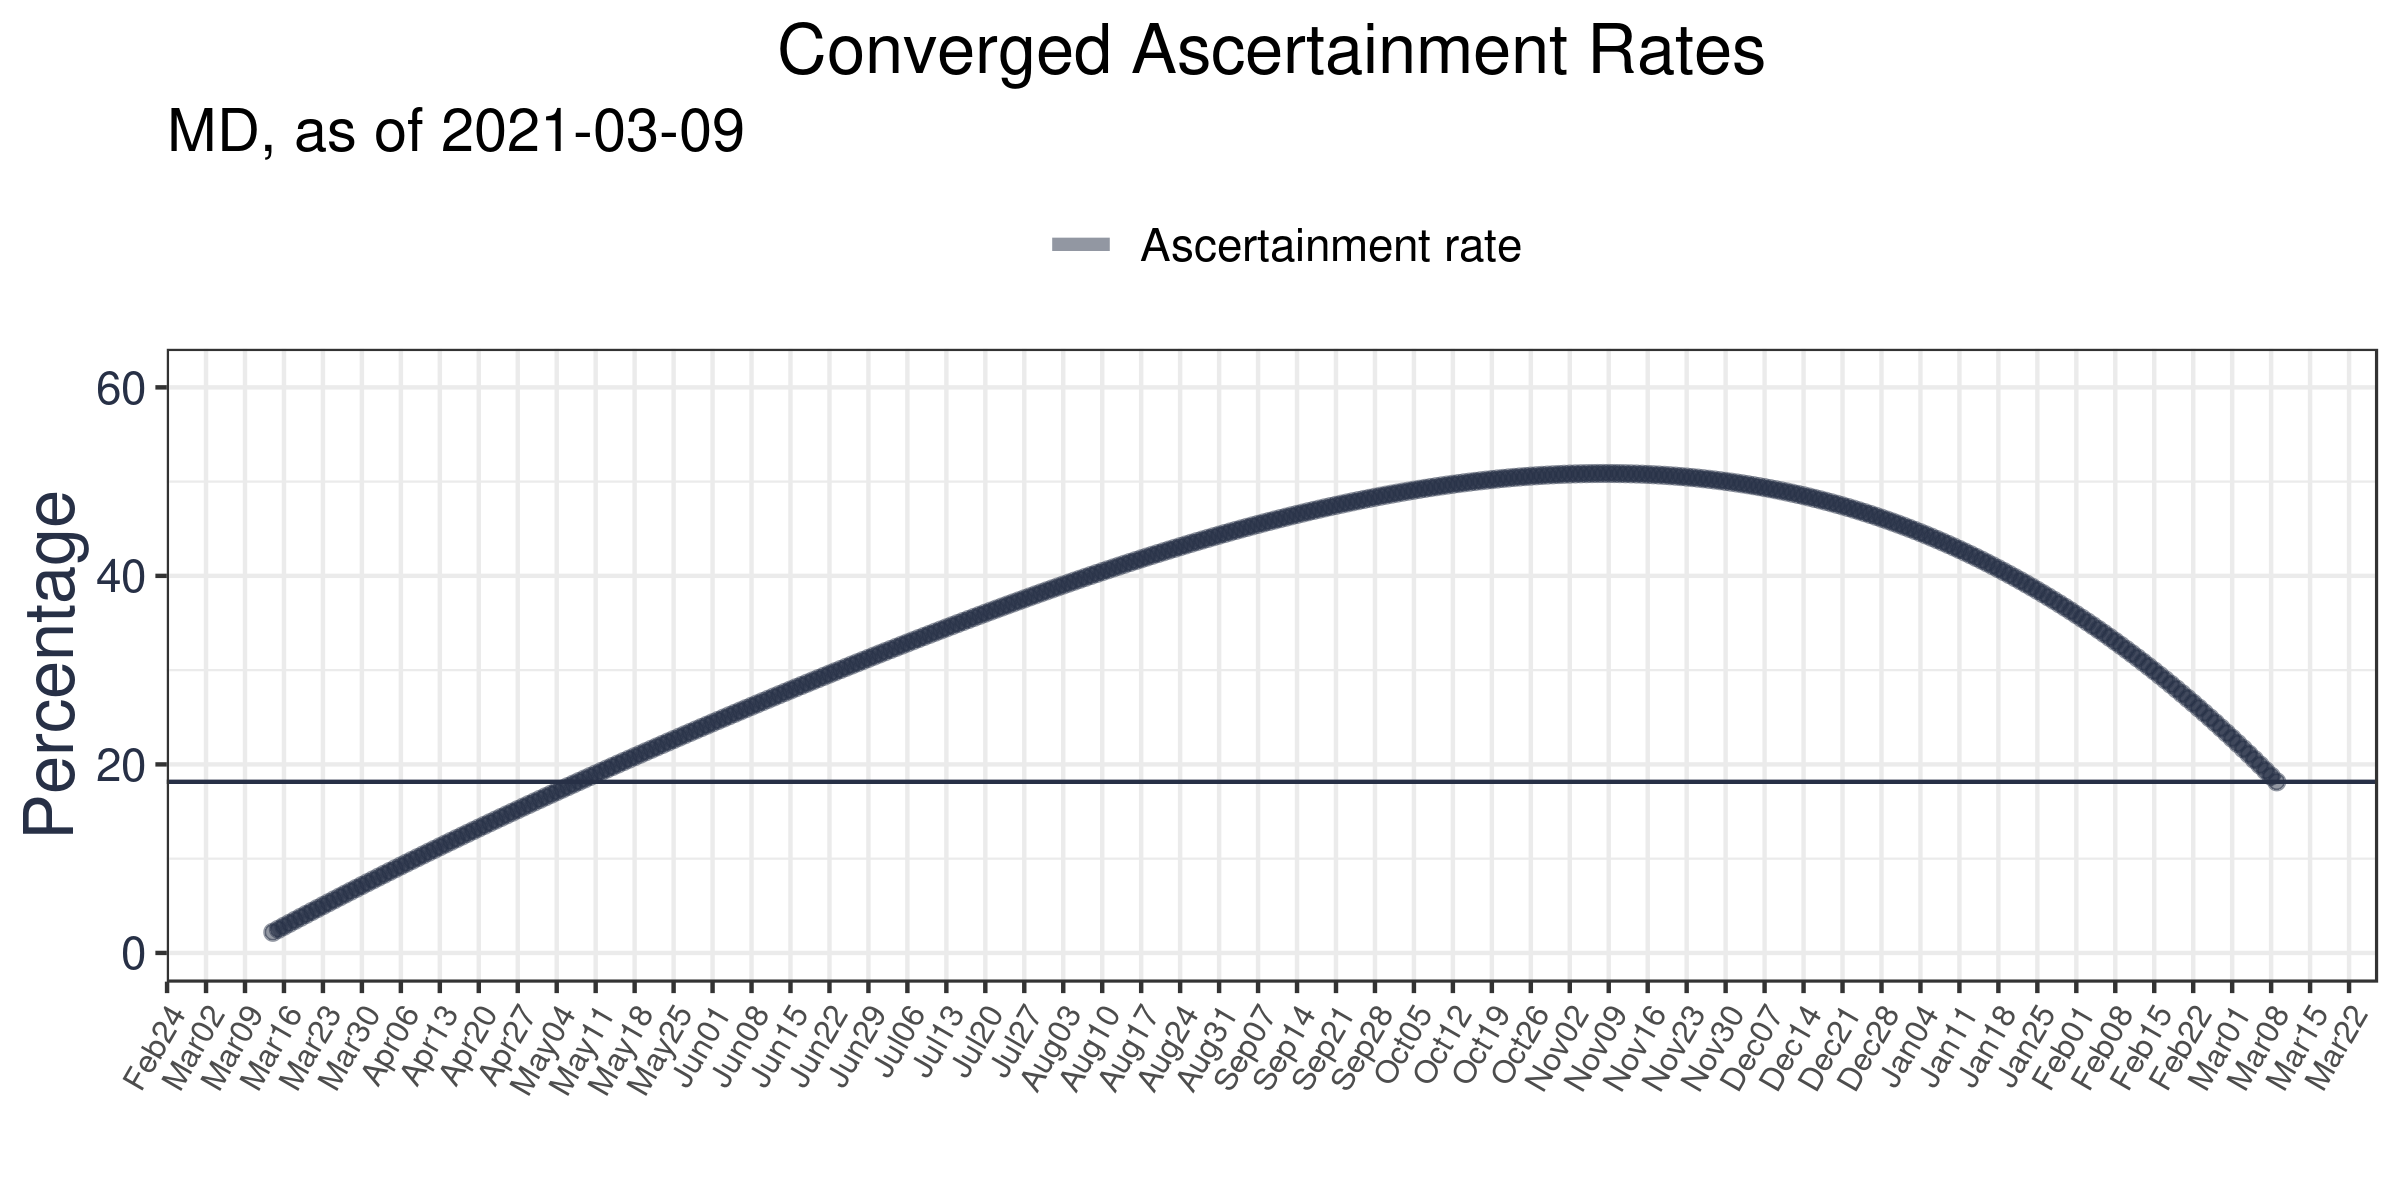 Converged Ascertainment Rates
MD, as of 2021-03-09
Ascertainment rate
Percentage
60
40
20
0
Feb24 Mar02 Mar09 Mar16 Mar23 Mar30 Apr06 Apr13 Apr20 Apr27 May04 May11 May18 May25 Jun01 Jun08 Jun15 Jun22 Jun29 Jul06 Jul13 Jul20 Jul27 Aug03 Aug10 Aug17 Aug24 Aug31 Sep07 Sep14 Sep21 Sep28 Oct05 Oct12 Oct19 Oct26 Nov02 Nov09 Nov16 Nov23 Nov30 Dec07 Dec14 Dec21 Dec28 Jan04 Jan11 Jan18 Jan25 Feb01 Feb08 Feb15 Feb22 Mar01 Mar08 Mar15 Mar22